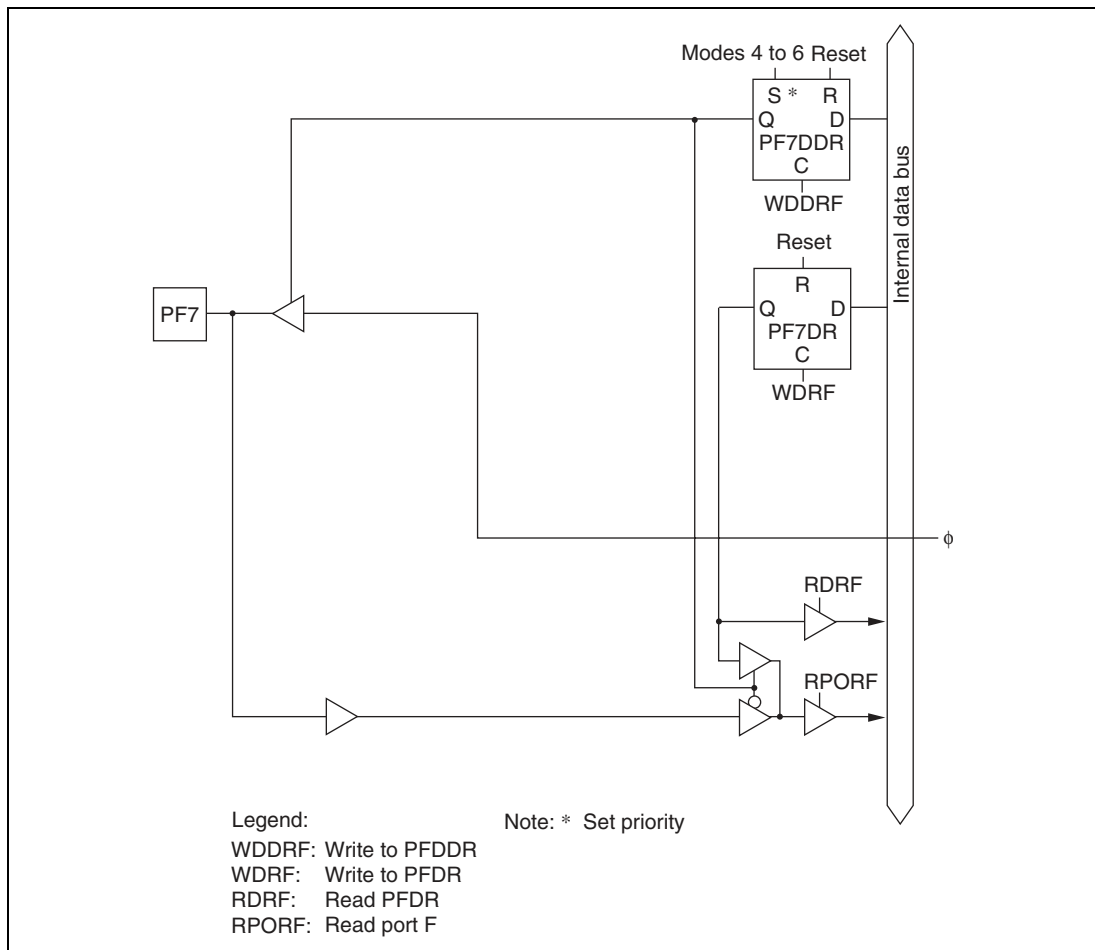 Modes 4 to 6 Reset
S * R
Q D
PF7DDR
C
WDDRF
Internal data bus
Reset
R
Q D
PF7DR
C
WDRF
PF7
ϕ
RDRF
RPORF
Legend:
WDDRF: Write to PFDDR
WDRF: Write to PFDR
RDRF: Read PFDR
RPORF: Read port F
Note: * Set priority